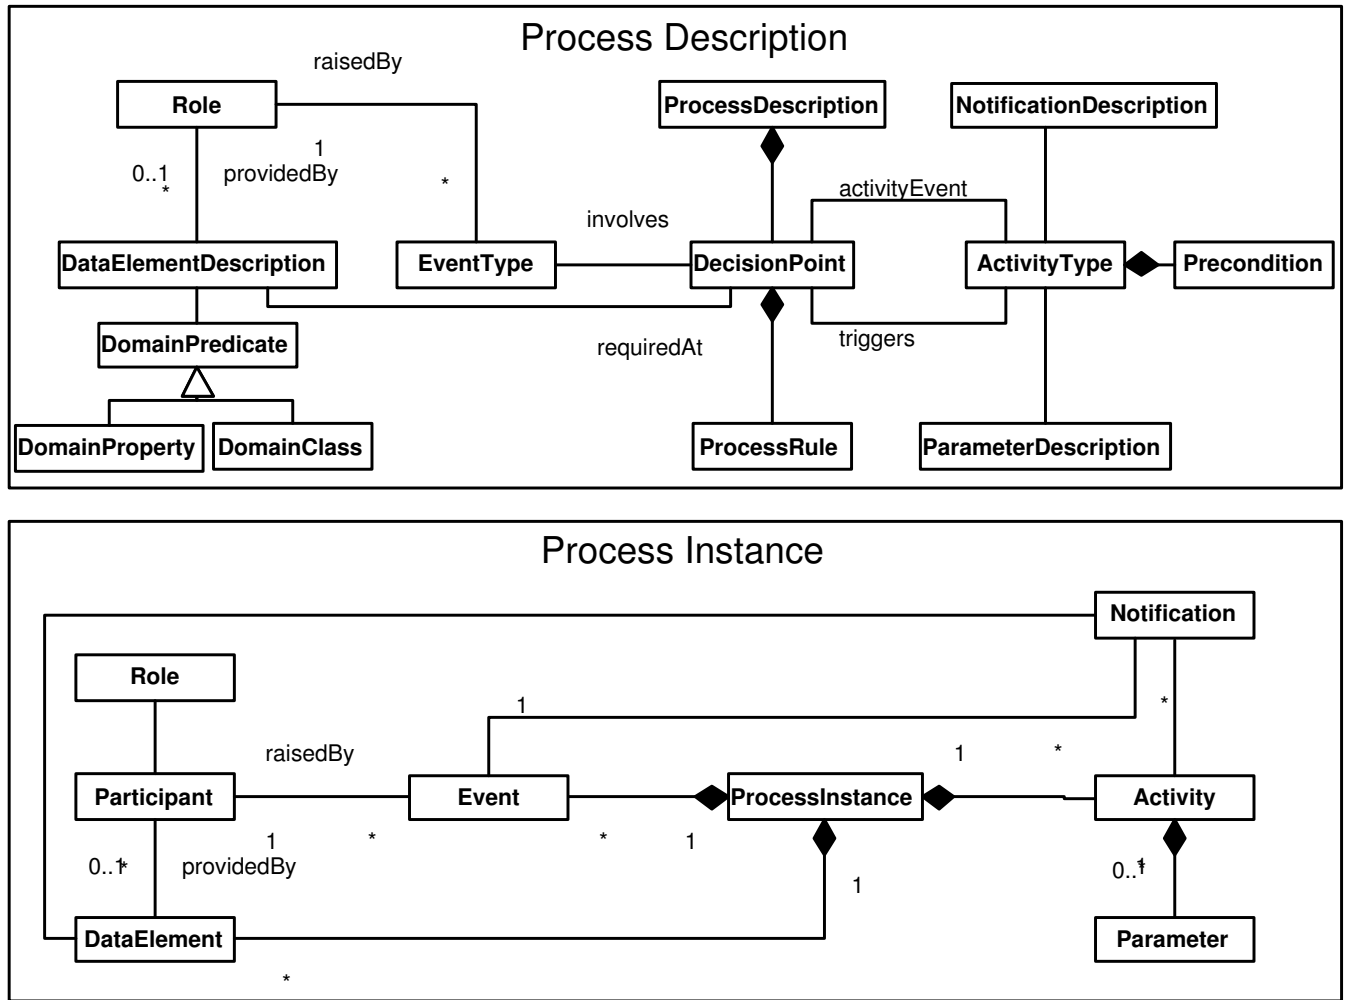 Process Description
raisedBy
Role
ProcessDescription
NotificationDescription
1
0..1
*
providedBy
*
activityEvent
involves
DataElementDescription
EventType
DecisionPoint
ActivityType
Precondition
DomainPredicate
requiredAt
triggers
DomainProperty
DomainClass
ProcessRule
ParameterDescription
Process Instance
Notification
Role
1
*
raisedBy
1
*
Participant
Event
ProcessInstance
Activity
1
*
*
1
0..1
*
providedBy
1
0..1
*
DataElement
Parameter
*